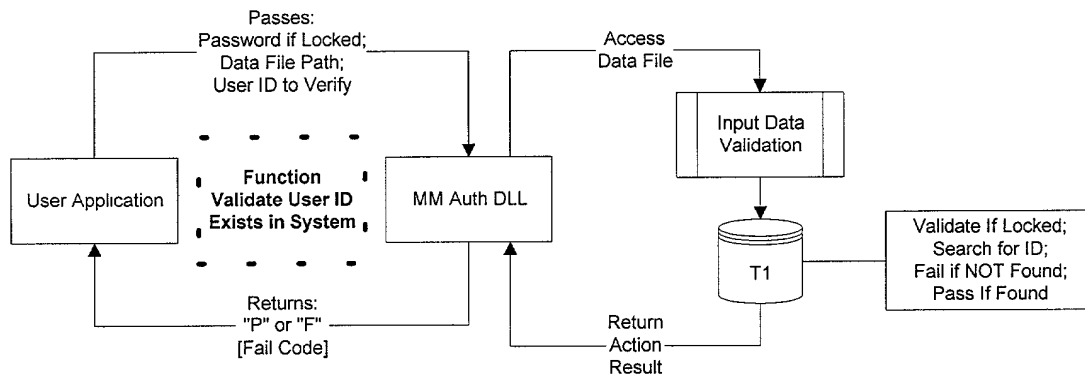 Passes:
Password if Locked;
Data File Path;
User ID to Verify
Access
Data File
Input Data
Validation
User Application
Function
Validate User ID
Exists in System
MM Auth DLL
T1
Validate If Locked;
Search for ID;
Fail if NOT Found;
Pass If Found
Returns:
"P" or "F"
[Fail Code]
Return
Action
Result